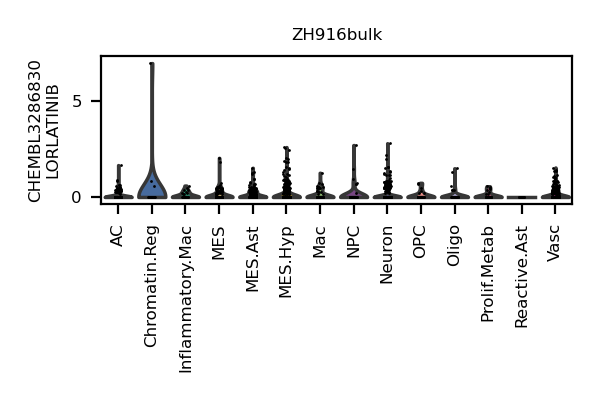 ZH916bulk
CHEMBL3286830
LORLATINIB
5
0
AC
Chromatin.Reg
Inflammatory.Mac
MES
MES.Ast
MES.Hyp
Mac
NPC
Neuron
OPC
Oligo
Prolif.Metab
Reactive.Ast
Vasc